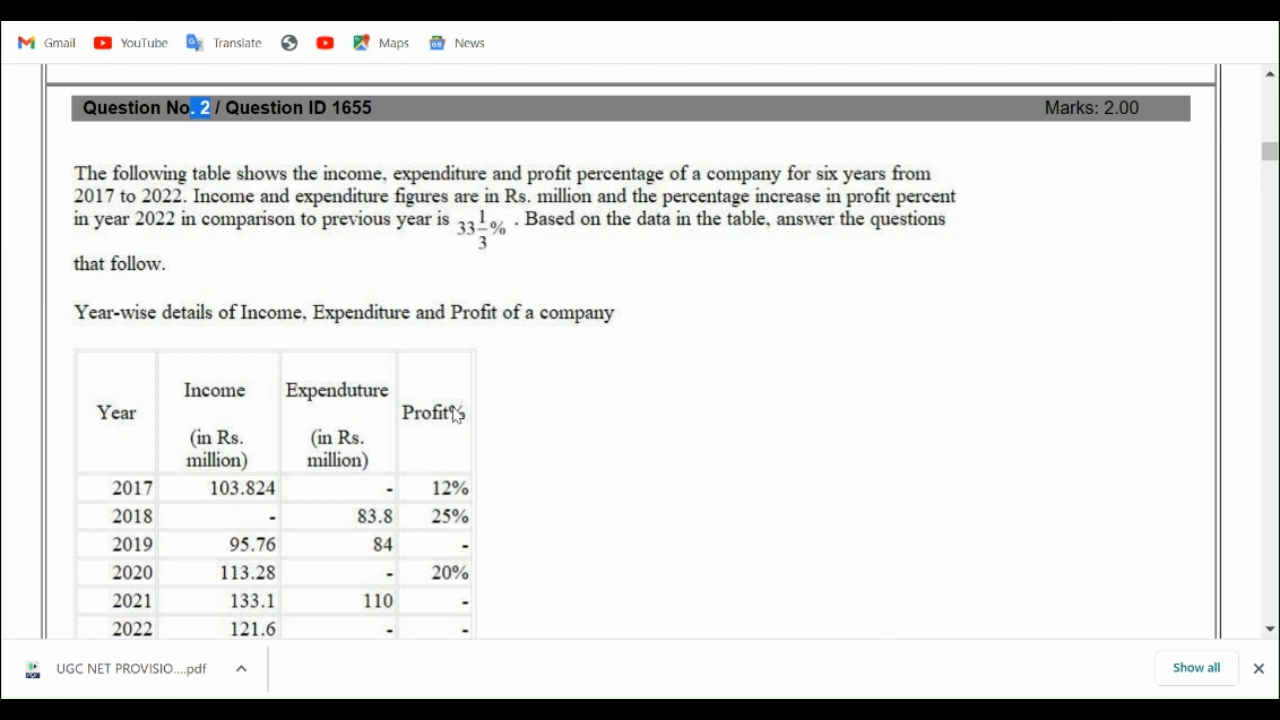 Gmail YouTube Translate Maps News
Question No. 2 / Question ID 1655 Marks: 2.00
The following table shows the income, expenditure and profit percentage of a company for six years from
2017 to 2022. Income and expenditure figures are in Rs. million and the percentage increase in profit percent
in year 2022 in comparison to previous year is 33 1/3 % . Based on the data in the table, answer the questions
that follow.
Year-wise details of Income, Expenditure and Profit of a company
Year Income (in Rs. million) Expenduture (in Rs. million) Profit%
2017 103.824 - 12%
2018 - 83.8 25%
2019 95.76 84 -
2020 113.28 - 20%
2021 133.1 110 -
2022 121.6 - -
UGC NET PROVISIO....pdf Show all